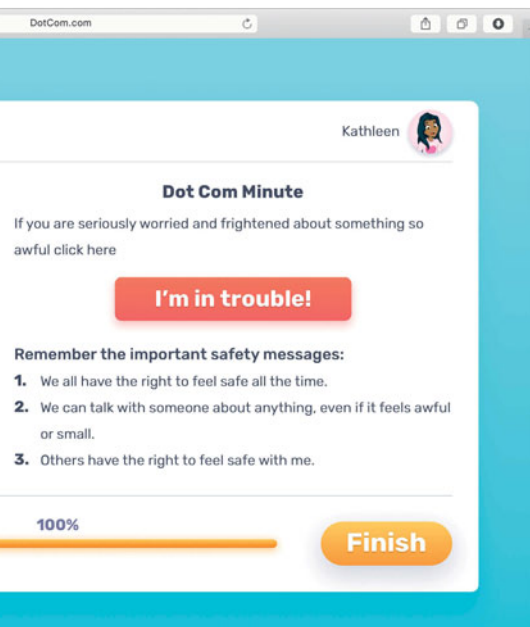 DotCom.com
Kathleen
Dot Com Minute
If you are seriously worried and frightened about something so
awful click here
I'm in trouble!
Remember the important safety messages:
1. We all have the right to feel safe all the time.
2. We can talk with someone about anything, even if it feels awful
or small.
3. Others have the right to feel safe with me.
100%
Finish